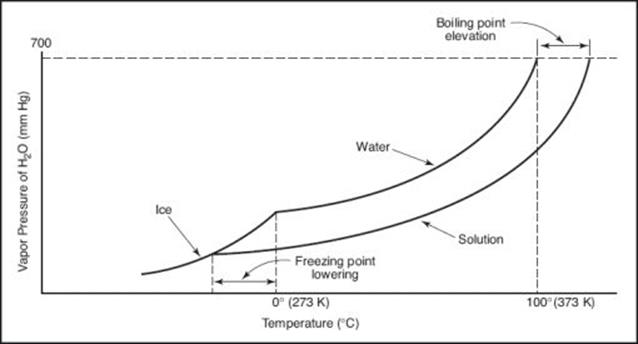 Boiling point
elevation
700
Vapor Pressure of H₂O (mm Hg)
Water
Ice
Solution
Freezing point
lowering
0° (273 K)
100° (373 K)
Temperature (°C)